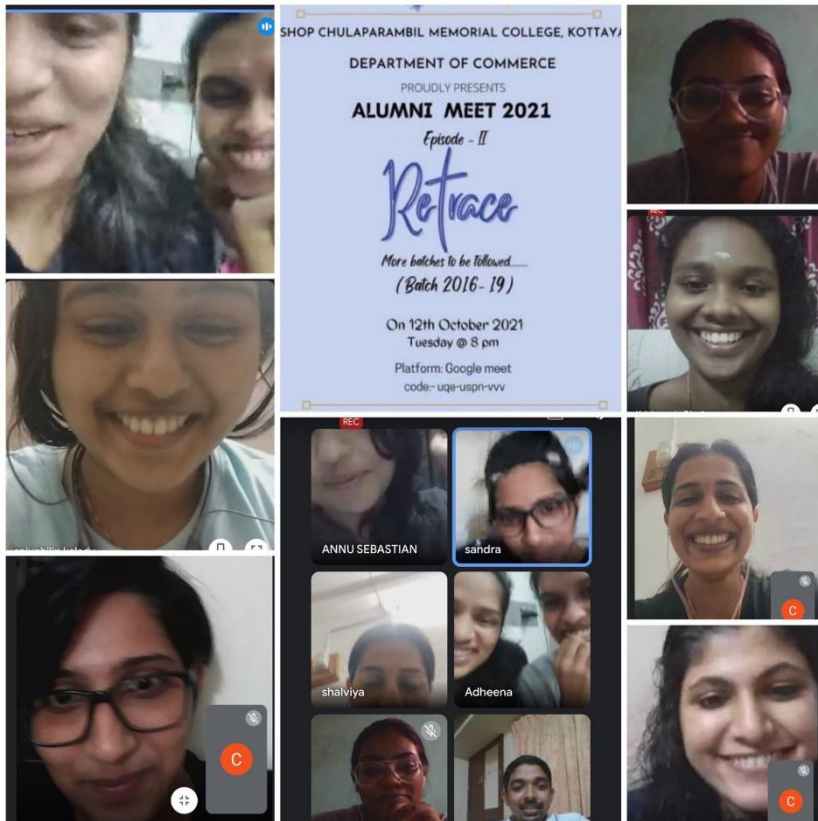 SHOP CHULAPARAMBIL MEMORIAL COLLEGE, KOTTAYA
DEPARTMENT OF COMMERCE
PROUDLY PRESENTS
ALUMNI MEET 2021
Episode - II
Retrace
More batches to be followed......
(Batch 2016-19)
On 12th October 2021
Tuesday @ 8 pm
Platform: Google meet
code:- uqe-uspn-vvv
REC
REC
ANNU SEBASTIAN
sandra
shalviya
Adheena
C
C
C